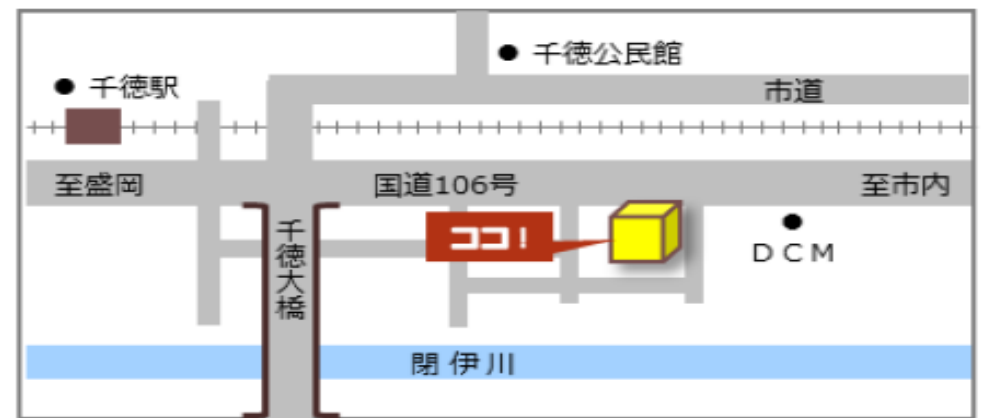 千徳公民館
千徳駅
市道
至盛岡
国道106号
至市内
ココ!
千徳大橋
DCM
閉伊川